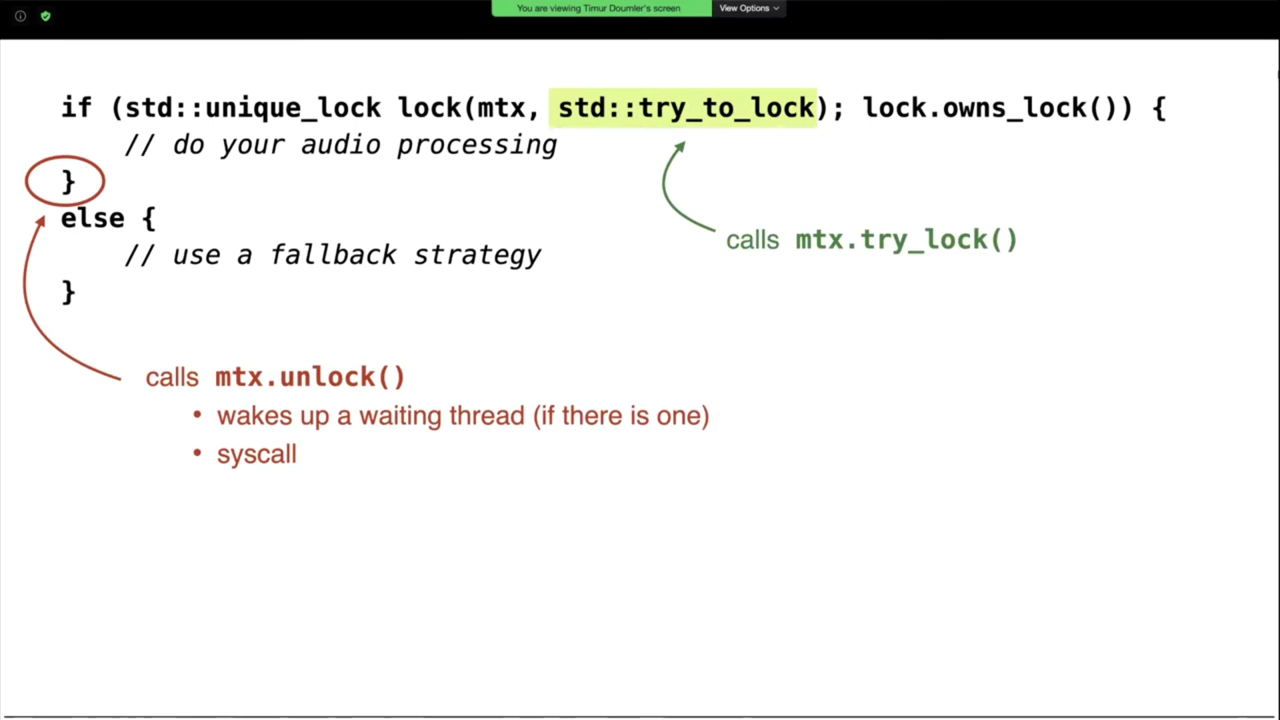 You are viewing Timur Doumler's screen
View Options
if (std::unique_lock lock(mtx, std::try_to_lock); lock.owns_lock()) {
// do your audio processing
}
else {
calls mtx.try_lock()
// use a fallback strategy
}
calls mtx.unlock()
• wakes up a waiting thread (if there is one)
• syscall